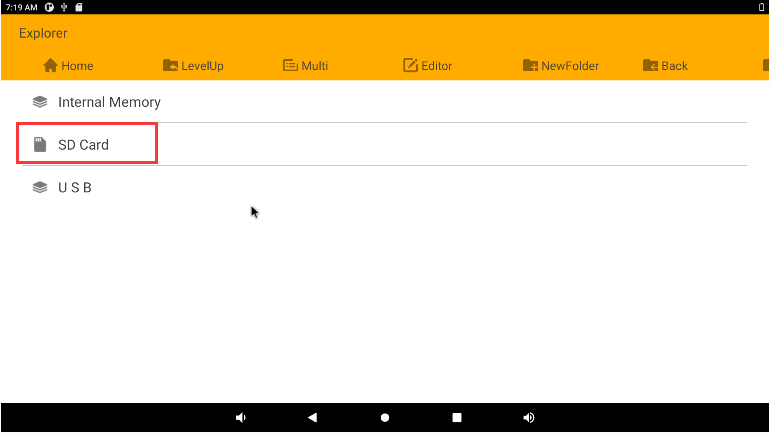 7:19 AM
Explorer
Home LevelUp Multi Editor NewFolder Back
Internal Memory
SD Card
U S B